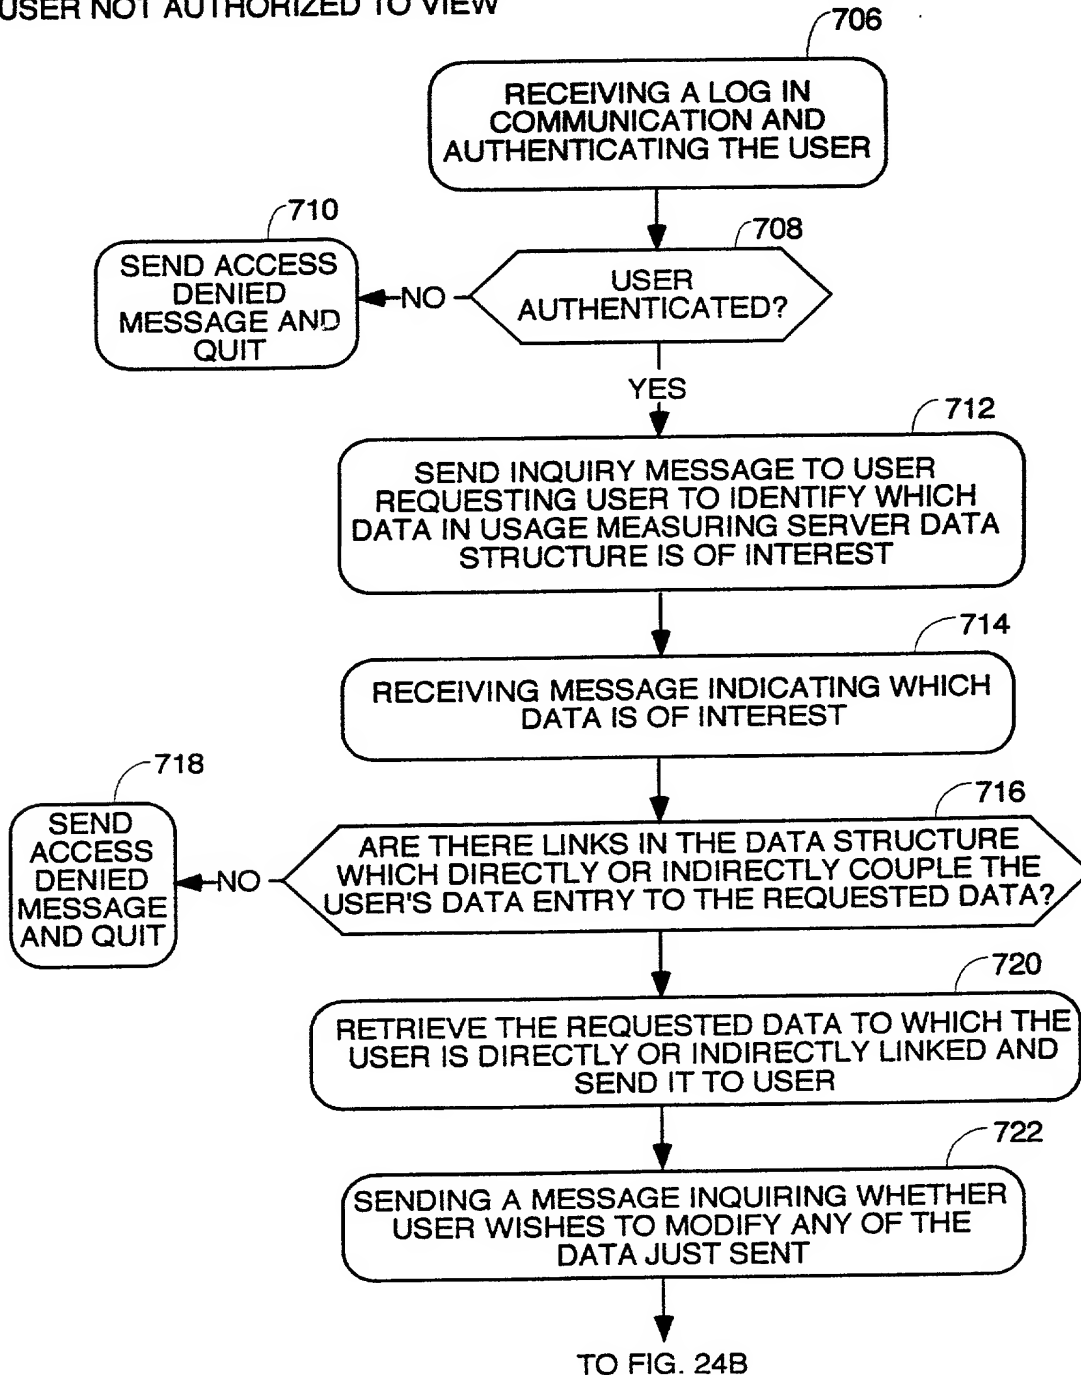 USER NOT AUTHORIZED TO VIEW
706
RECEIVING A LOG IN
COMMUNICATION AND
AUTHENTICATING THE USER
710
SEND ACCESS
DENIED
MESSAGE AND
QUIT
NO
708
USER
AUTHENTICATED?
YES
712
SEND INQUIRY MESSAGE TO USER
REQUESTING USER TO IDENTIFY WHICH
DATA IN USAGE MEASURING SERVER DATA
STRUCTURE IS OF INTEREST
714
RECEIVING MESSAGE INDICATING WHICH
DATA IS OF INTEREST
718
SEND
ACCESS
DENIED
MESSAGE
AND QUIT
NO
716
ARE THERE LINKS IN THE DATA STRUCTURE
WHICH DIRECTLY OR INDIRECTLY COUPLE THE
USER'S DATA ENTRY TO THE REQUESTED DATA?
720
RETRIEVE THE REQUESTED DATA TO WHICH THE
USER IS DIRECTLY OR INDIRECTLY LINKED AND
SEND IT TO USER
722
SENDING A MESSAGE INQUIRING WHETHER
USER WISHES TO MODIFY ANY OF THE
DATA JUST SENT
TO FIG. 24B